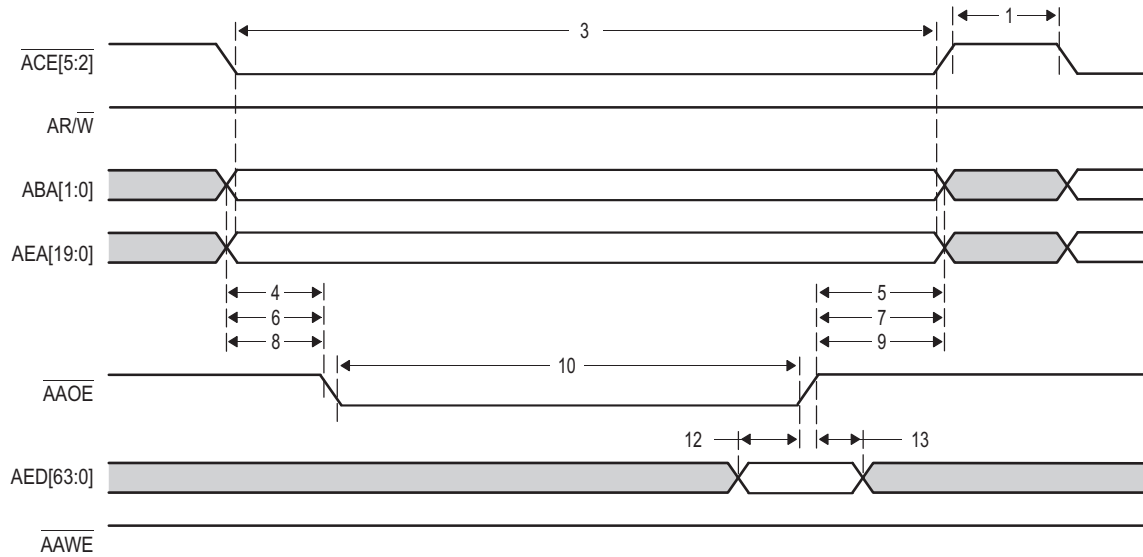 1
3
ACE[5:2]
AR/W
ABA[1:0]
AEA[19:0]
4 5
6 7
8 9
10
AAOE
12 13
AED[63:0]
AAWE